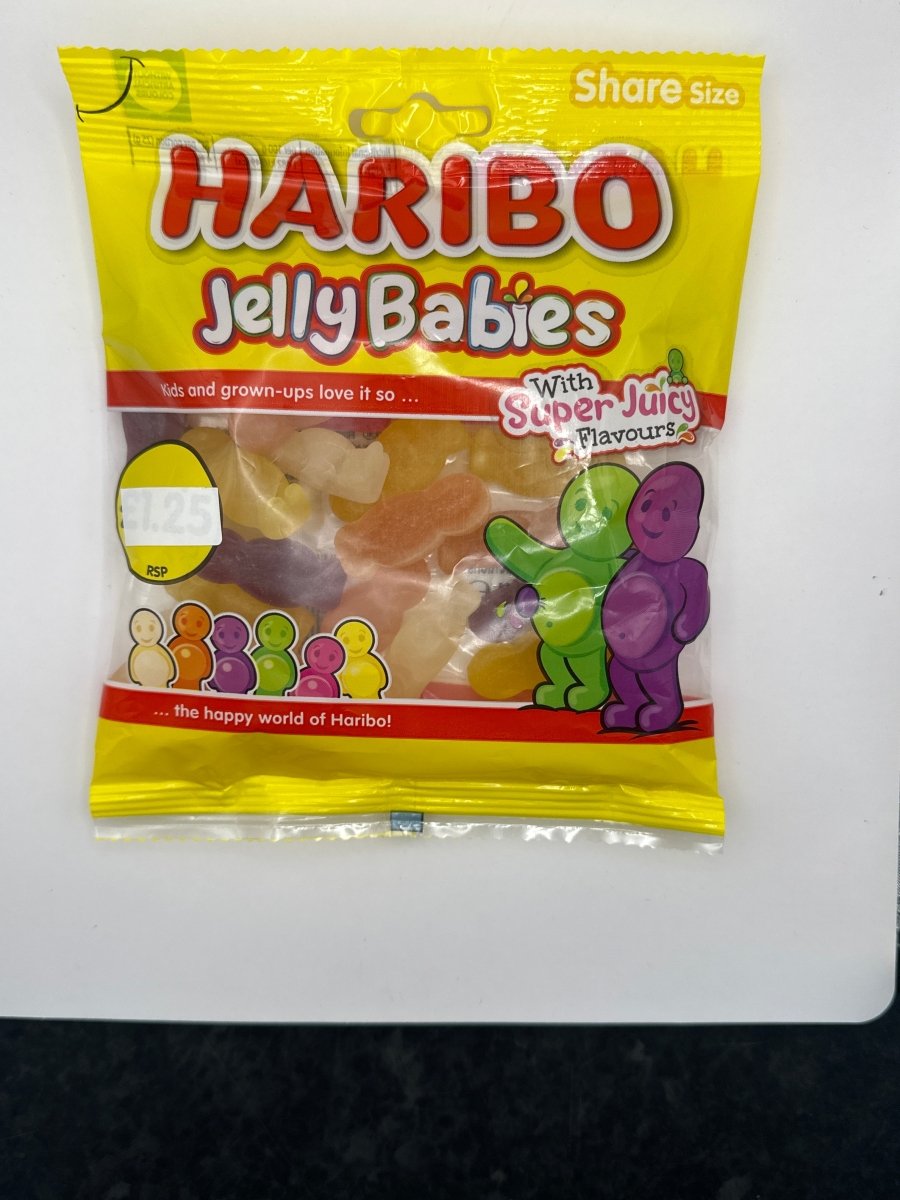 Share Size
HARIBO
Jelly Babies
Kids and grown-ups love it so ...
With
Super Juicy
Flavours
£1.25
RSP
... the happy world of Haribo!